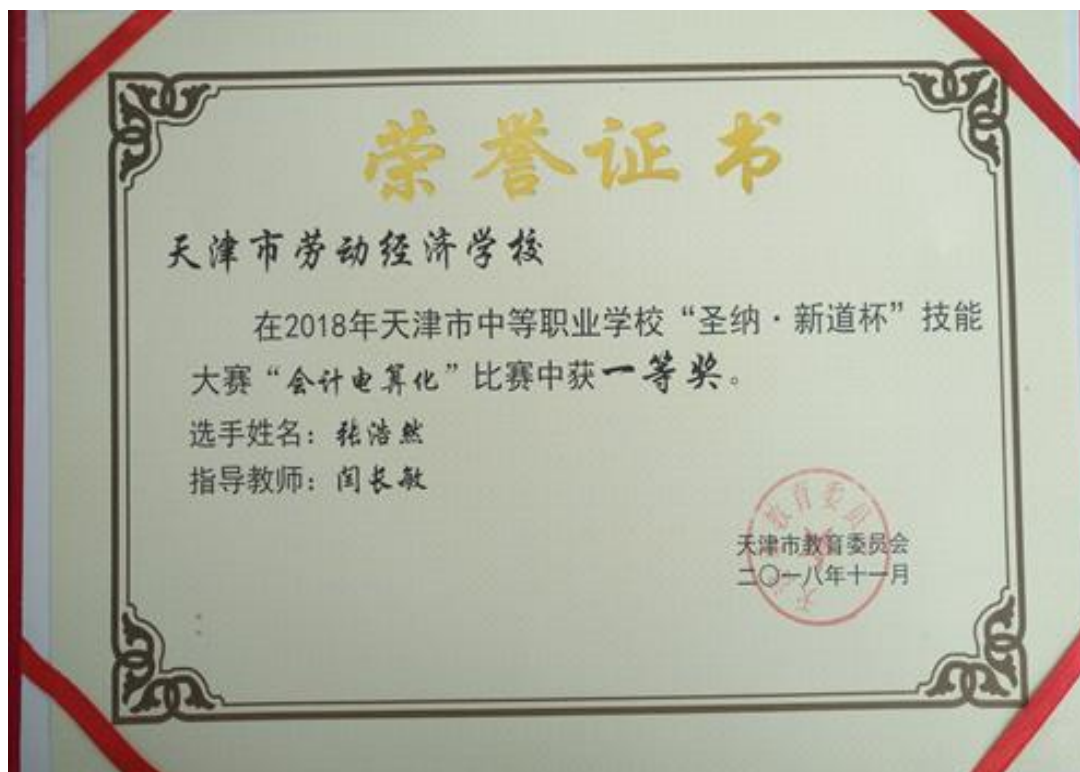 荣誉证书
天津市劳动经济学校
在2018年天津市中等职业学校“圣纳·新道杯”技能
大赛“会计电算化”比赛中获一等奖。
选手姓名：张浩然
指导教师：闫长敏
天津市教育委员会
二〇一八年十一月